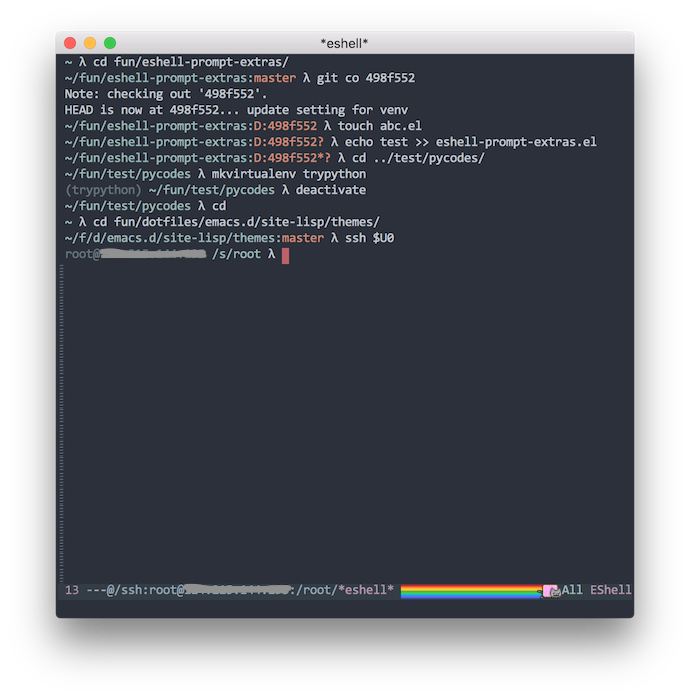 *eshell*
~ λ cd fun/eshell-prompt-extras/
~/fun/eshell-prompt-extras:master λ git co 498f552
Note: checking out '498f552'.
HEAD is now at 498f552... update setting for venv
~/fun/eshell-prompt-extras:D:498f552 λ touch abc.el
~/fun/eshell-prompt-extras:D:498f552? λ echo test >> eshell-prompt-extras.el
~/fun/eshell-prompt-extras:D:498f552*? λ cd ../test/pycodes/
~/fun/test/pycodes λ mkvirtualenv trypython
(trypython) ~/fun/test/pycodes λ deactivate
~/fun/test/pycodes λ cd
~ λ cd fun/dotfiles/emacs.d/site-lisp/themes/
~/f/d/emacs.d/site-lisp/themes:master λ ssh $U0
root@ /s/root λ
13 ---@/ssh:root@ :/root/*eshell* All EShell